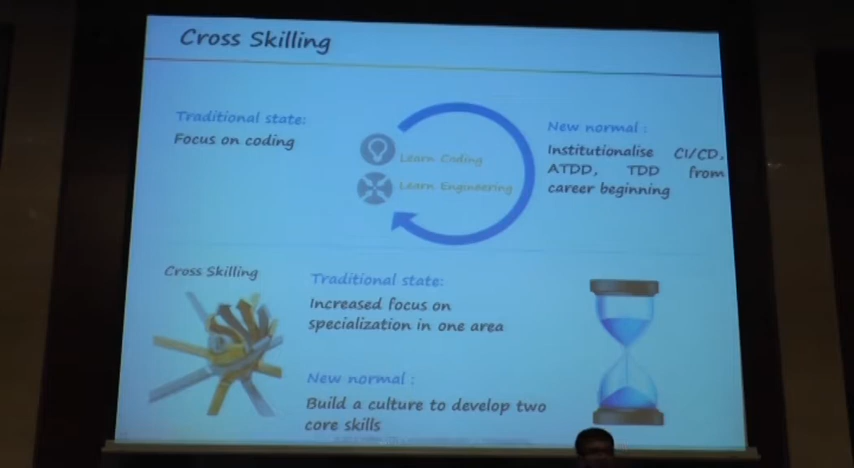 Cross Skilling
Traditional state:
Focus on coding
Learn Coding
Learn Engineering
New normal :
Institutionalise CI/CD,
ATDD, TDD from
career beginning
Cross Skilling
Traditional state:
Increased focus on
specialization in one area
New normal :
Build a culture to develop two
core skills